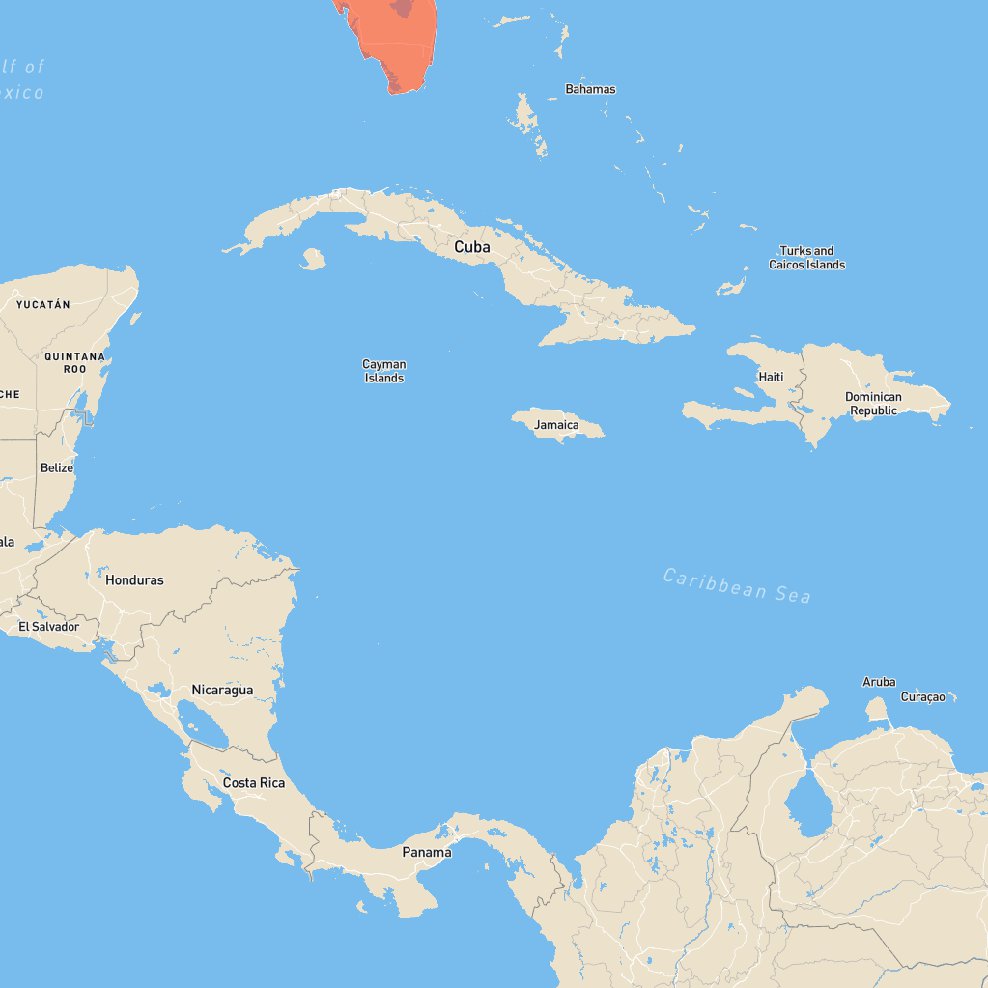 lf of
exico
Bahamas
Cuba
Turks and
Caicos Islands
YUCATÁN
QUINTANA
ROO
CHE
Cayman
Islands
Haiti
Dominican
Republic
Jamaica
Belize
ala
Honduras
Caribbean Sea
El Salvador
Nicaragua
Aruba
Curaçao
Costa Rica
Panama